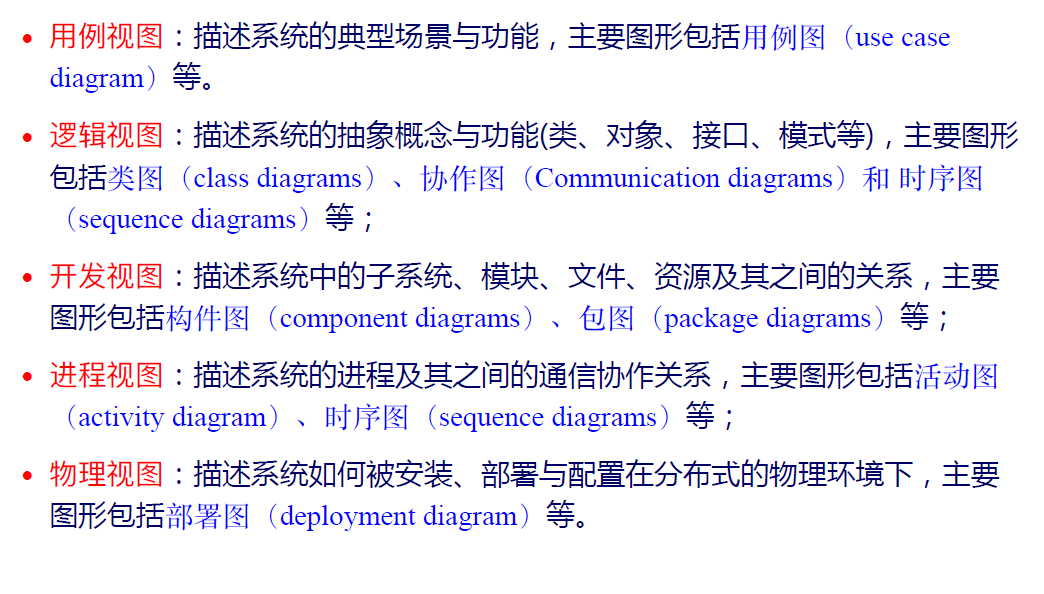 • 用例视图：描述系统的典型场景与功能，主要图形包括用例图（use case
diagram）等。
• 逻辑视图：描述系统的抽象概念与功能(类、对象、接口、模式等)，主要图形
包括类图（class diagrams）、协作图（Communication diagrams）和 时序图
（sequence diagrams）等；
• 开发视图：描述系统中的子系统、模块、文件、资源及其之间的关系，主要
图形包括构件图（component diagrams）、包图（package diagrams）等；
• 进程视图：描述系统的进程及其之间的通信协作关系，主要图形包括活动图
（activity diagram）、时序图（sequence diagrams）等；
• 物理视图：描述系统如何被安装、部署与配置在分布式的物理环境下，主要
图形包括部署图（deployment diagram）等。